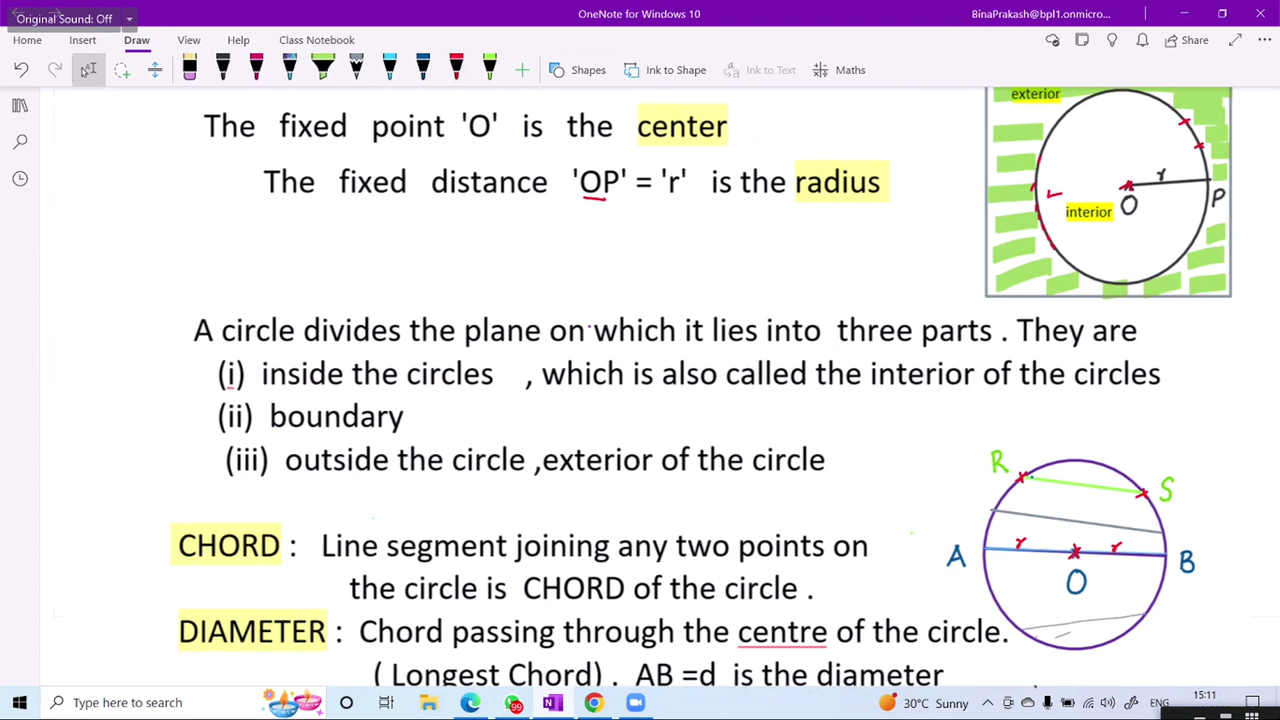 Original Sound: Off
OneNote for Windows 10
BinaPrakash@bpl1.onmicro...
Home Insert Draw View Help Class Notebook
Share
Shapes Ink to Shape Ink to Text Maths
exterior
The fixed point 'O' is the center
The fixed distance 'OP' = 'r' is the radius
r
P
O
interior
A circle divides the plane on which it lies into three parts . They are
(i) inside the circles , which is also called the interior of the circles
(ii) boundary
(iii) outside the circle ,exterior of the circle
R
S
CHORD : Line segment joining any two points on
the circle is CHORD of the circle .
A
r r
B
O
DIAMETER : Chord passing through the centre of the circle.
( Longest Chord) . AB =d is the diameter
Type here to search
99
30°C Sunny
ENG
15:11